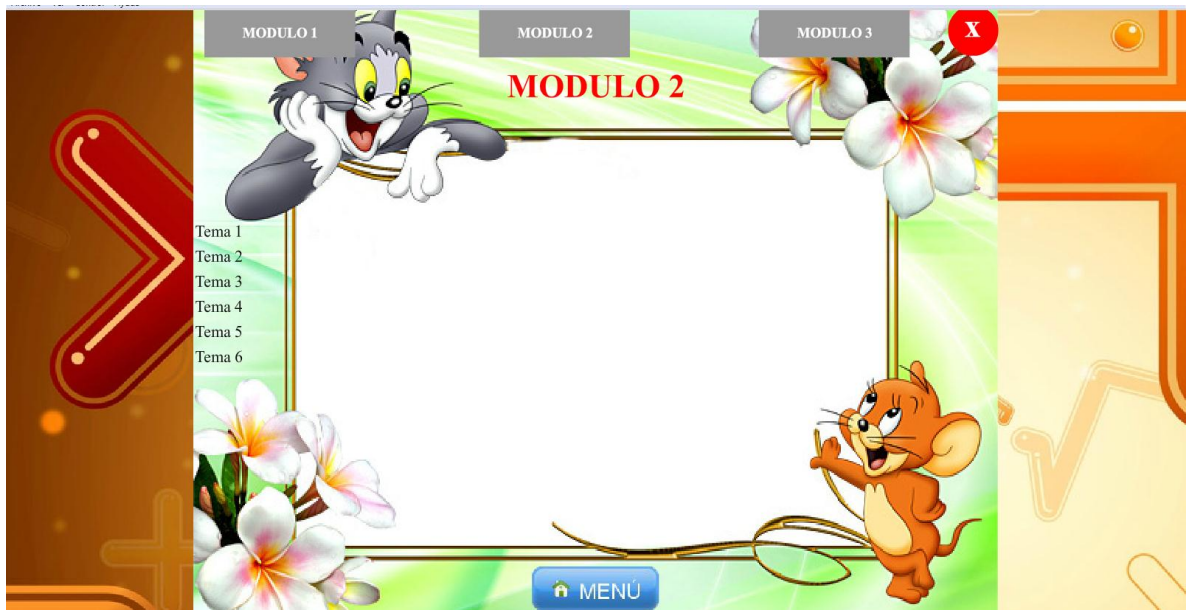 MODULO 1
MODULO 2
MODULO 3
X
MODULO 2
Tema 1
Tema 2
Tema 3
Tema 4
Tema 5
Tema 6
MENÚ